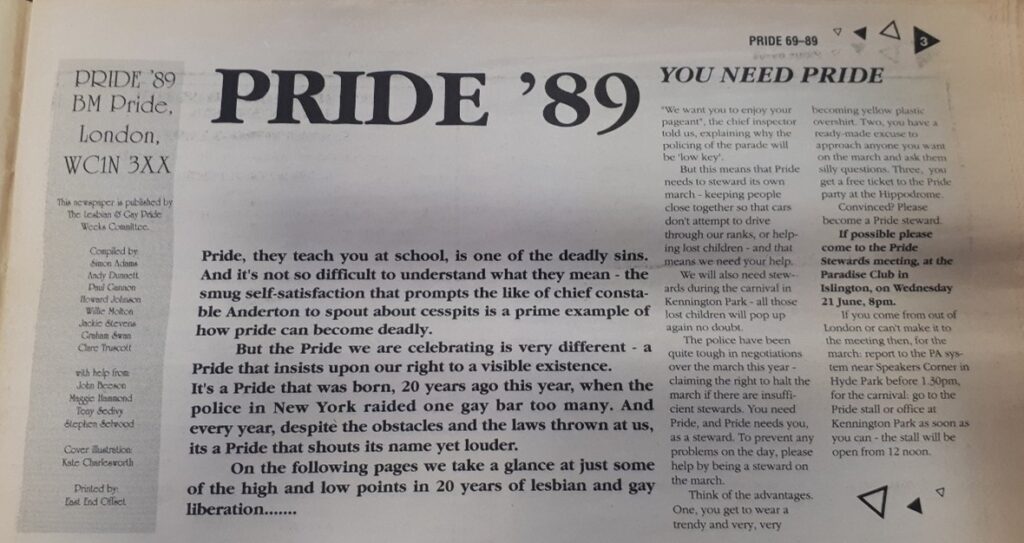 PRIDE 69-89
3
PRIDE '89
BM Pride,
London,
WC1N 3XX
This newspaper is published by
The Lesbian & Gay Pride
Weeks Committee.
Compiled by
Simon Adams
Andy Dunnett
Paul Gannon
Howard Johnson
Willie Molton
Jackie Stevens
Graham Swan
Clare Truscott
with help from
John Beeson
Maggie Hammond
Tony Sedivy
Stephen Selwood
Cover illustration:
Kate Charlesworth
Printed by:
East End Offset
PRIDE '89
Pride, they teach you at school, is one of the deadly sins.
And it's not so difficult to understand what they mean - the
smug self-satisfaction that prompts the like of chief consta-
ble Anderton to spout about cesspits is a prime example of
how pride can become deadly.
But the Pride we are celebrating is very different - a
Pride that insists upon our right to a visible existence.
It's a Pride that was born, 20 years ago this year, when the
police in New York raided one gay bar too many. And
every year, despite the obstacles and the laws thrown at us,
its a Pride that shouts its name yet louder.
On the following pages we take a glance at just some
of the high and low points in 20 years of lesbian and gay
liberation.......
YOU NEED PRIDE
"We want you to enjoy your
pageant", the chief inspector
told us, explaining why the
policing of the parade will
be 'low key'.
But this means that Pride
needs to steward its own
march - keeping people
close together so that cars
don't attempt to drive
through our ranks, or help-
ing lost children - and that
means we need your help.
We will also need stew-
ards during the carnival in
Kennington Park - all those
lost children will pop up
again no doubt.
The police have been
quite tough in negotiations
over the march this year -
claiming the right to halt the
march if there are insuffi-
cient stewards. You need
Pride, and Pride needs you,
as a steward. To prevent any
problems on the day, please
help by being a steward on
the march.
Think of the advantages.
One, you get to wear a
trendy and very, very
becoming yellow plastic
overshirt. Two, you have a
ready-made excuse to
approach anyone you want
on the march and ask them
silly questions. Three, you
get a free ticket to the Pride
party at the Hippodrome.
Convinced? Please
become a Pride steward.
If possible please
come to the Pride
Stewards meeting, at the
Paradise Club in
Islington, on Wednesday
21 June, 8pm.
If you come from out of
London or can't make it to
the meeting then, for the
march: report to the PA sys-
tem near Speakers Corner in
Hyde Park before 1.30pm,
for the carnival: go to the
Pride stall or office at
Kennington Park as soon as
you can - the stall will be
open from 12 noon.